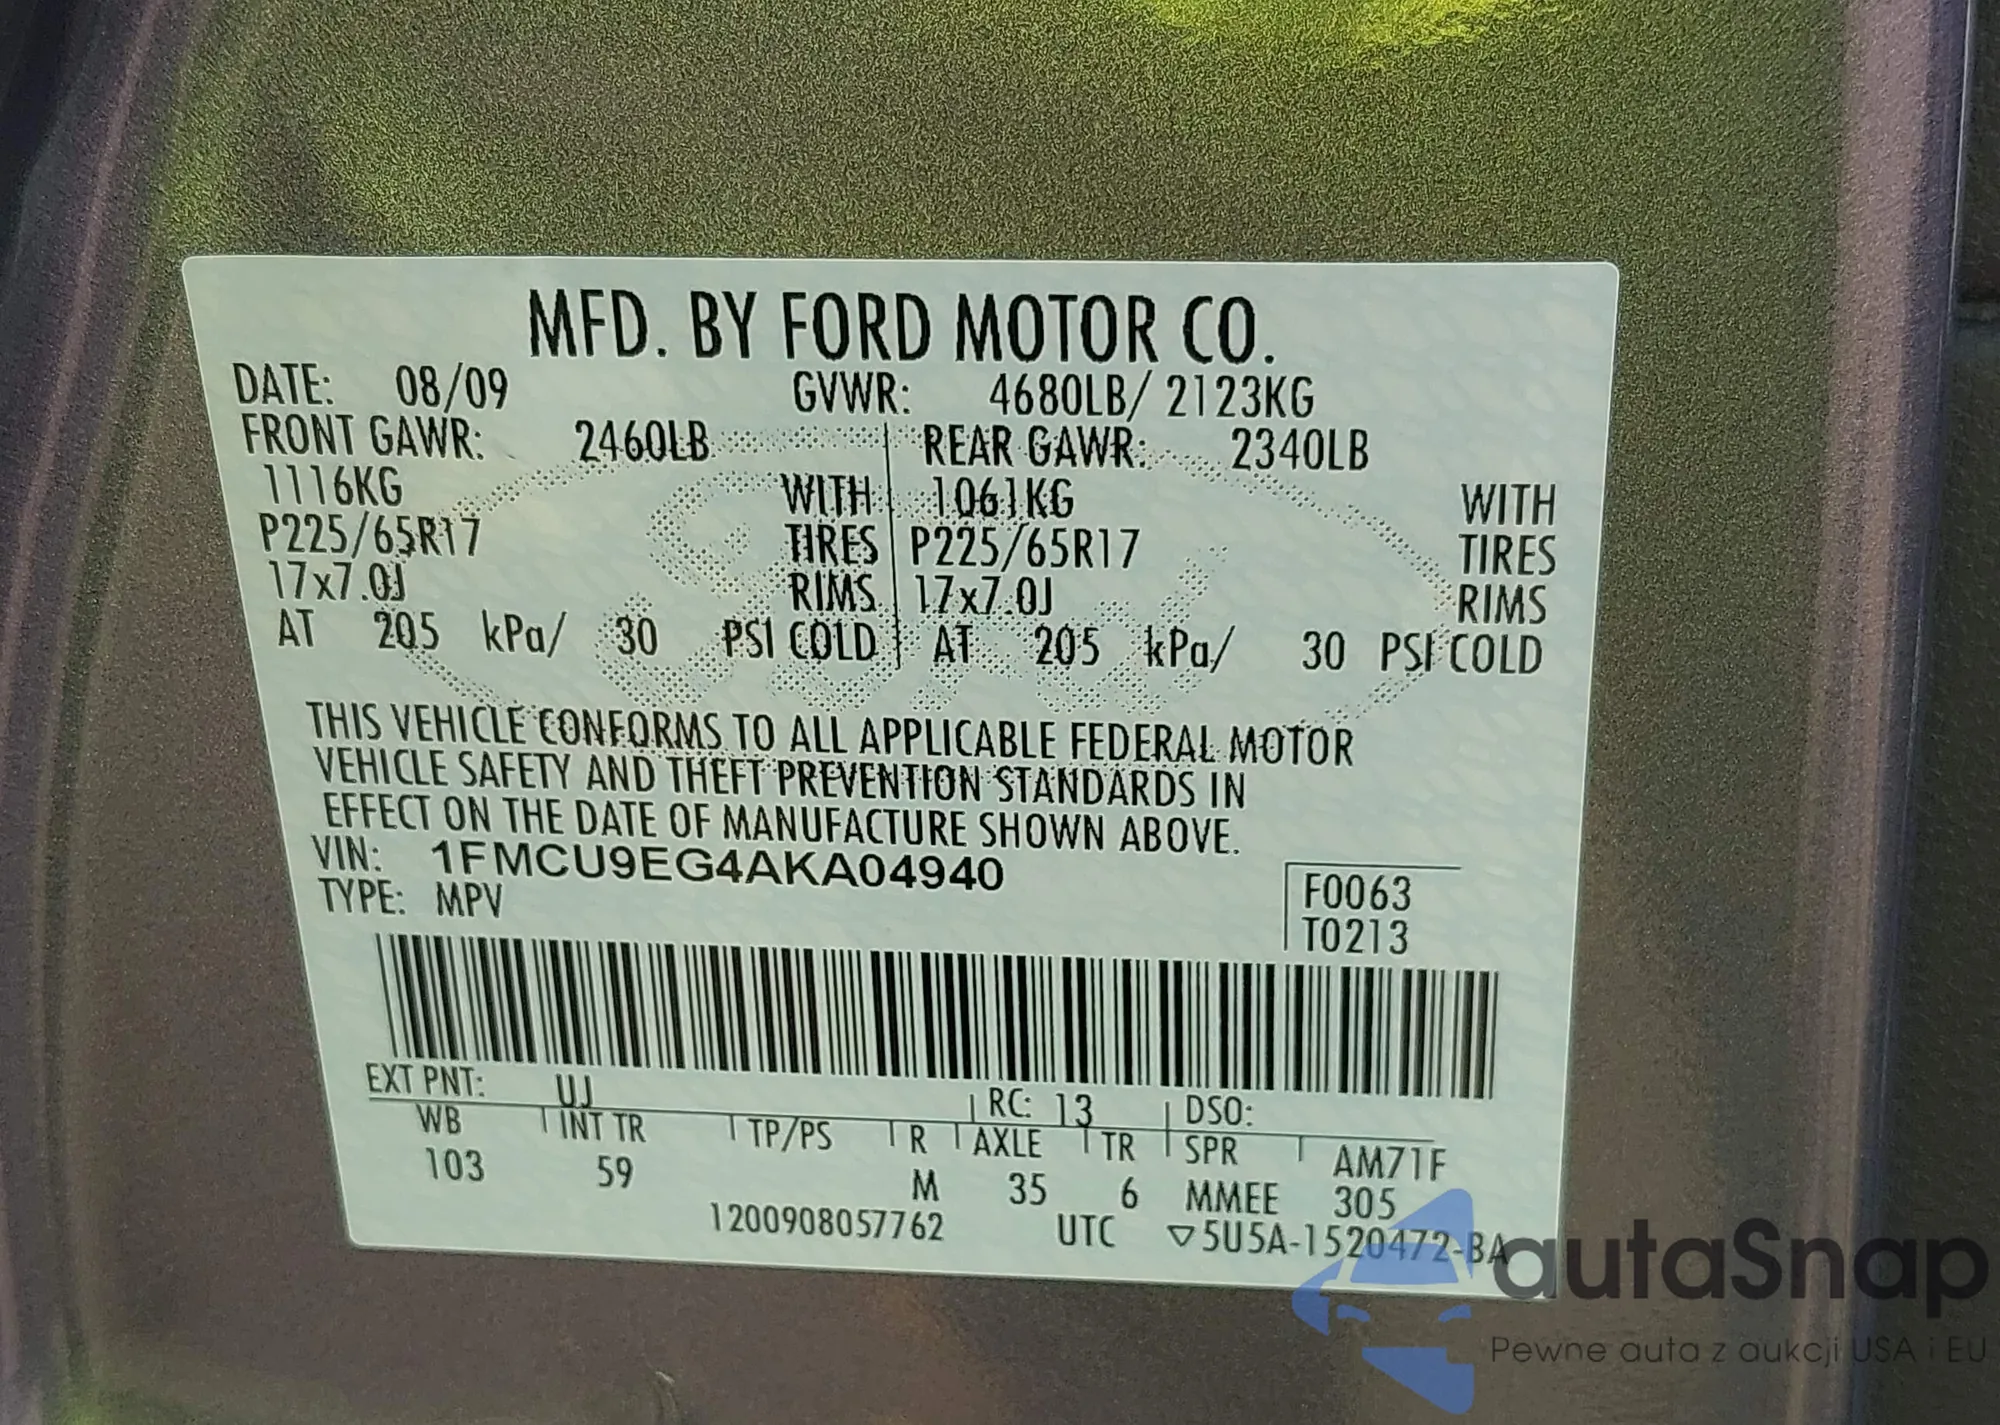 MFD. BY FORD MOTOR CO.
DATE: 08/09 GVWR: 4680LB/ 2123KG
FRONT GAWR: 2460LB REAR GAWR: 2340LB
1116KG WITH 1061KG WITH
P225/65R17 TIRES P225/65R17 TIRES
17x7.0J RIMS 17x7.0J RIMS
AT 205 kPa/ 30 PSI COLD AT 205 kPa/ 30 PSI COLD
THIS VEHICLE CONFORMS TO ALL APPLICABLE FEDERAL MOTOR
VEHICLE SAFETY AND THEFT PREVENTION STANDARDS IN
EFFECT ON THE DATE OF MANUFACTURE SHOWN ABOVE.
VIN: 1FMCU9EG4AKA04940
TYPE: MPV
F0063
T0213
EXT PNT: UJ RC: 13 DSO:
WB INT TR TP/PS R AXLE TR SPR AM71F
103 59 M 35 6 MMEE 305
1200908057762 UTC ▽5U5A-1520472-BA
autaSnap
Pewne auta z aukcji USA i EU